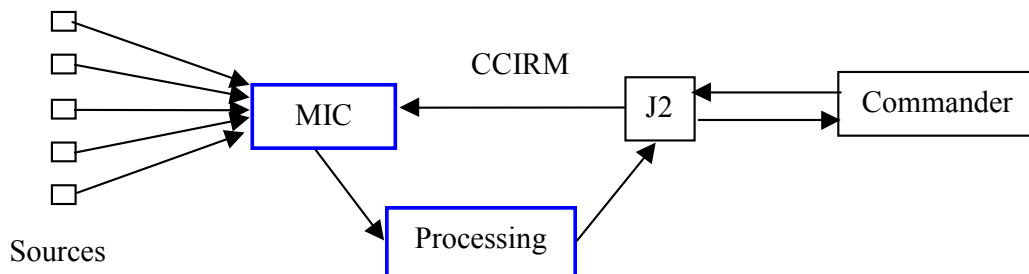 CCIRM
MIC
J2
Commander
Processing
Sources